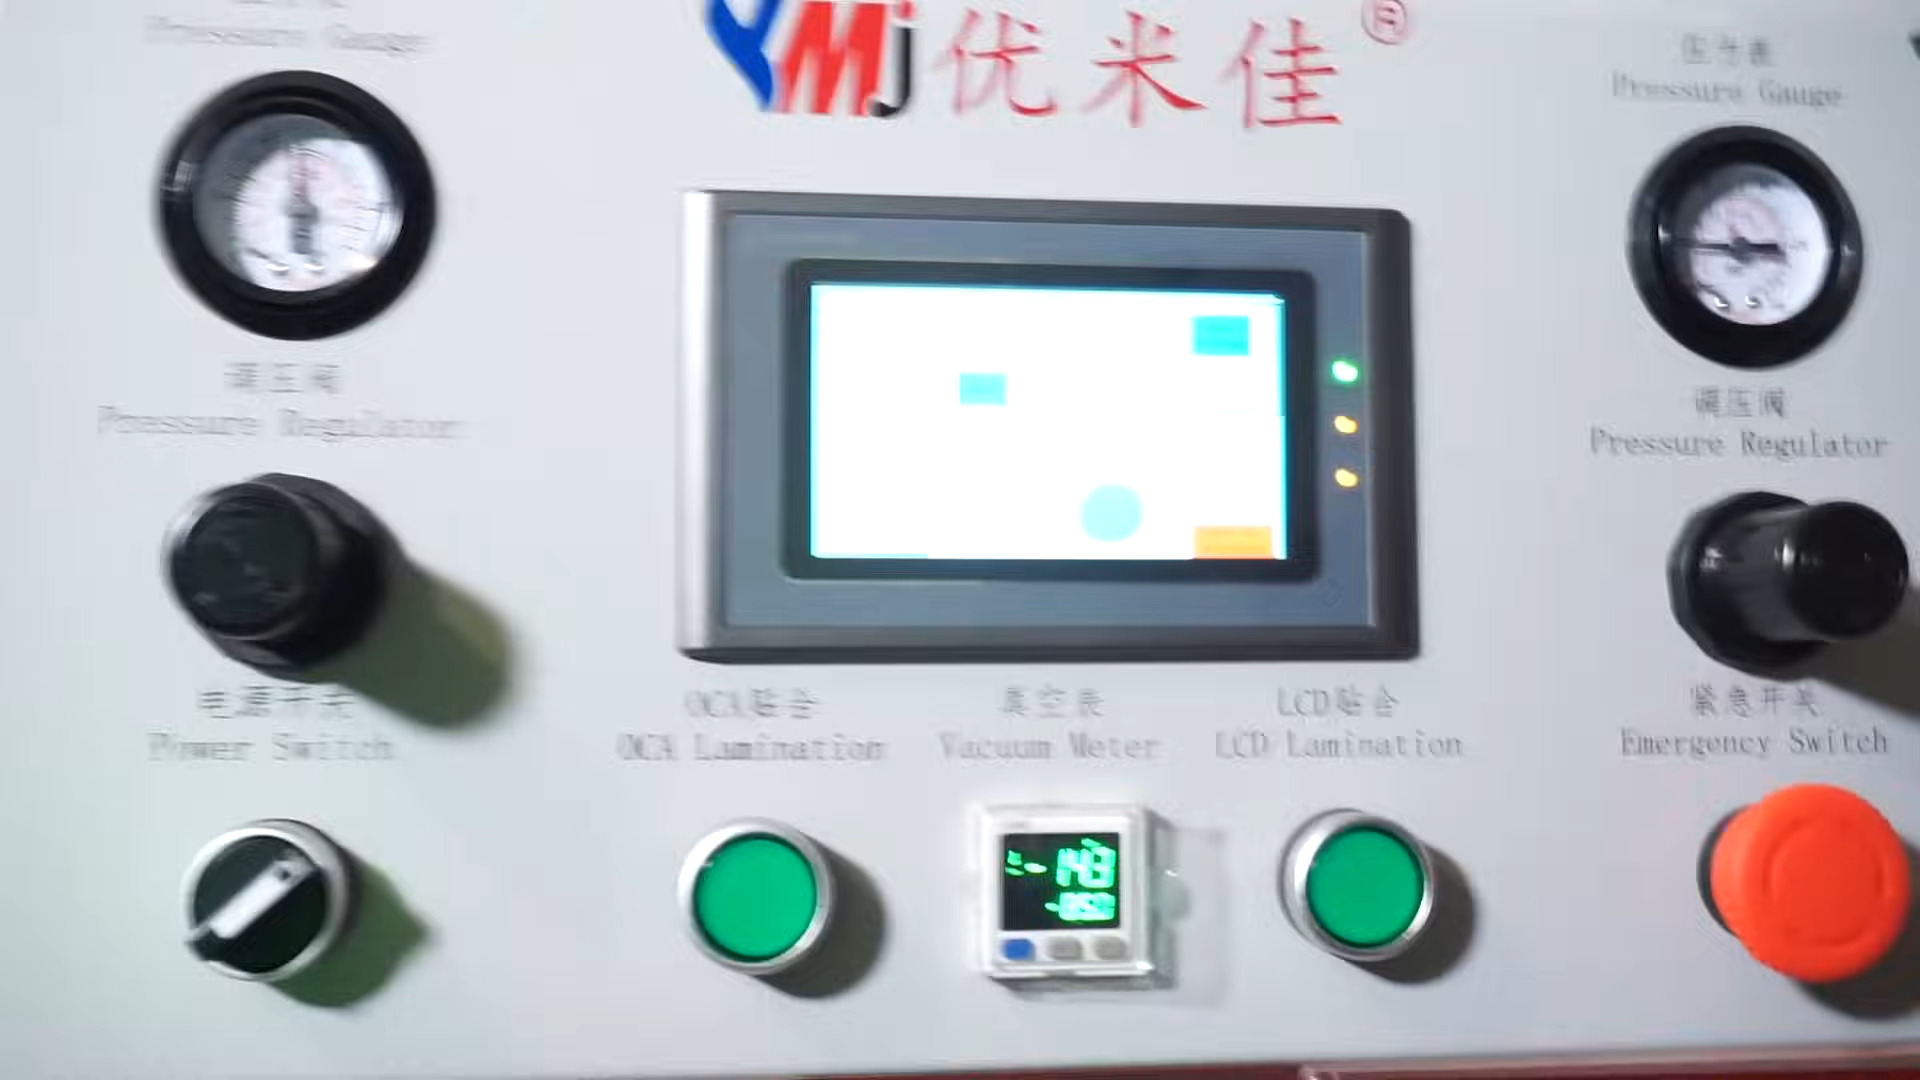 Pressure Gauge
YMj 优米佳 ®
压力表
Pressure Gauge
调压阀
Pressure Regulator
调压阀
Pressure Regulator
电源开关
Power Switch
OCA贴合
OCA Lamination
真空表
Vacuum Meter
LCD贴合
LCD Lamination
紧急开关
Emergency Switch